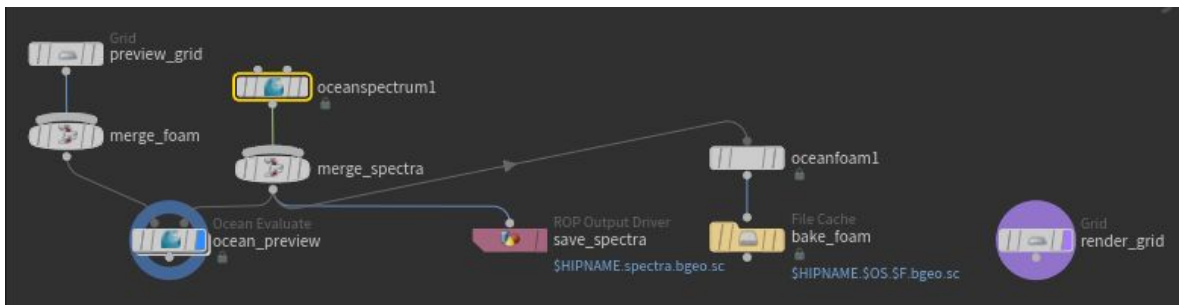 Grid
preview_grid
oceanspectrum1
merge_foam
merge_spectra
oceanfoam1
Ocean Evaluate
ocean_preview
ROP Output Driver
save_spectra
$HIPNAME.spectra.bgeo.sc
File Cache
bake_foam
$HIPNAME.$OS.$F.bgeo.sc
Grid
render_grid